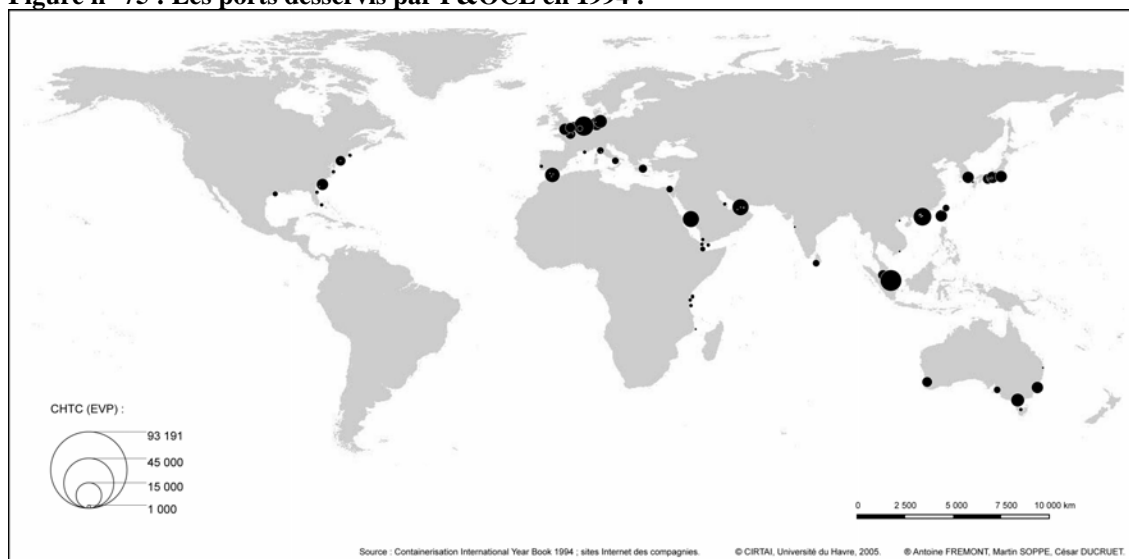 Figure n° 75 : Les ports desservis par P&OCL en 1994 :
CHTC (EVP) :
93 191
45 000
15 000
1 000
0 2 500 5 000 7 500 10 000 km
Source : Containerisation International Year Book 1994 ; sites Internet des compagnies. © CIRTAI, Université du Havre, 2005. ® Antoine FREMONT, Martin SOPPE, César DUCRUET.